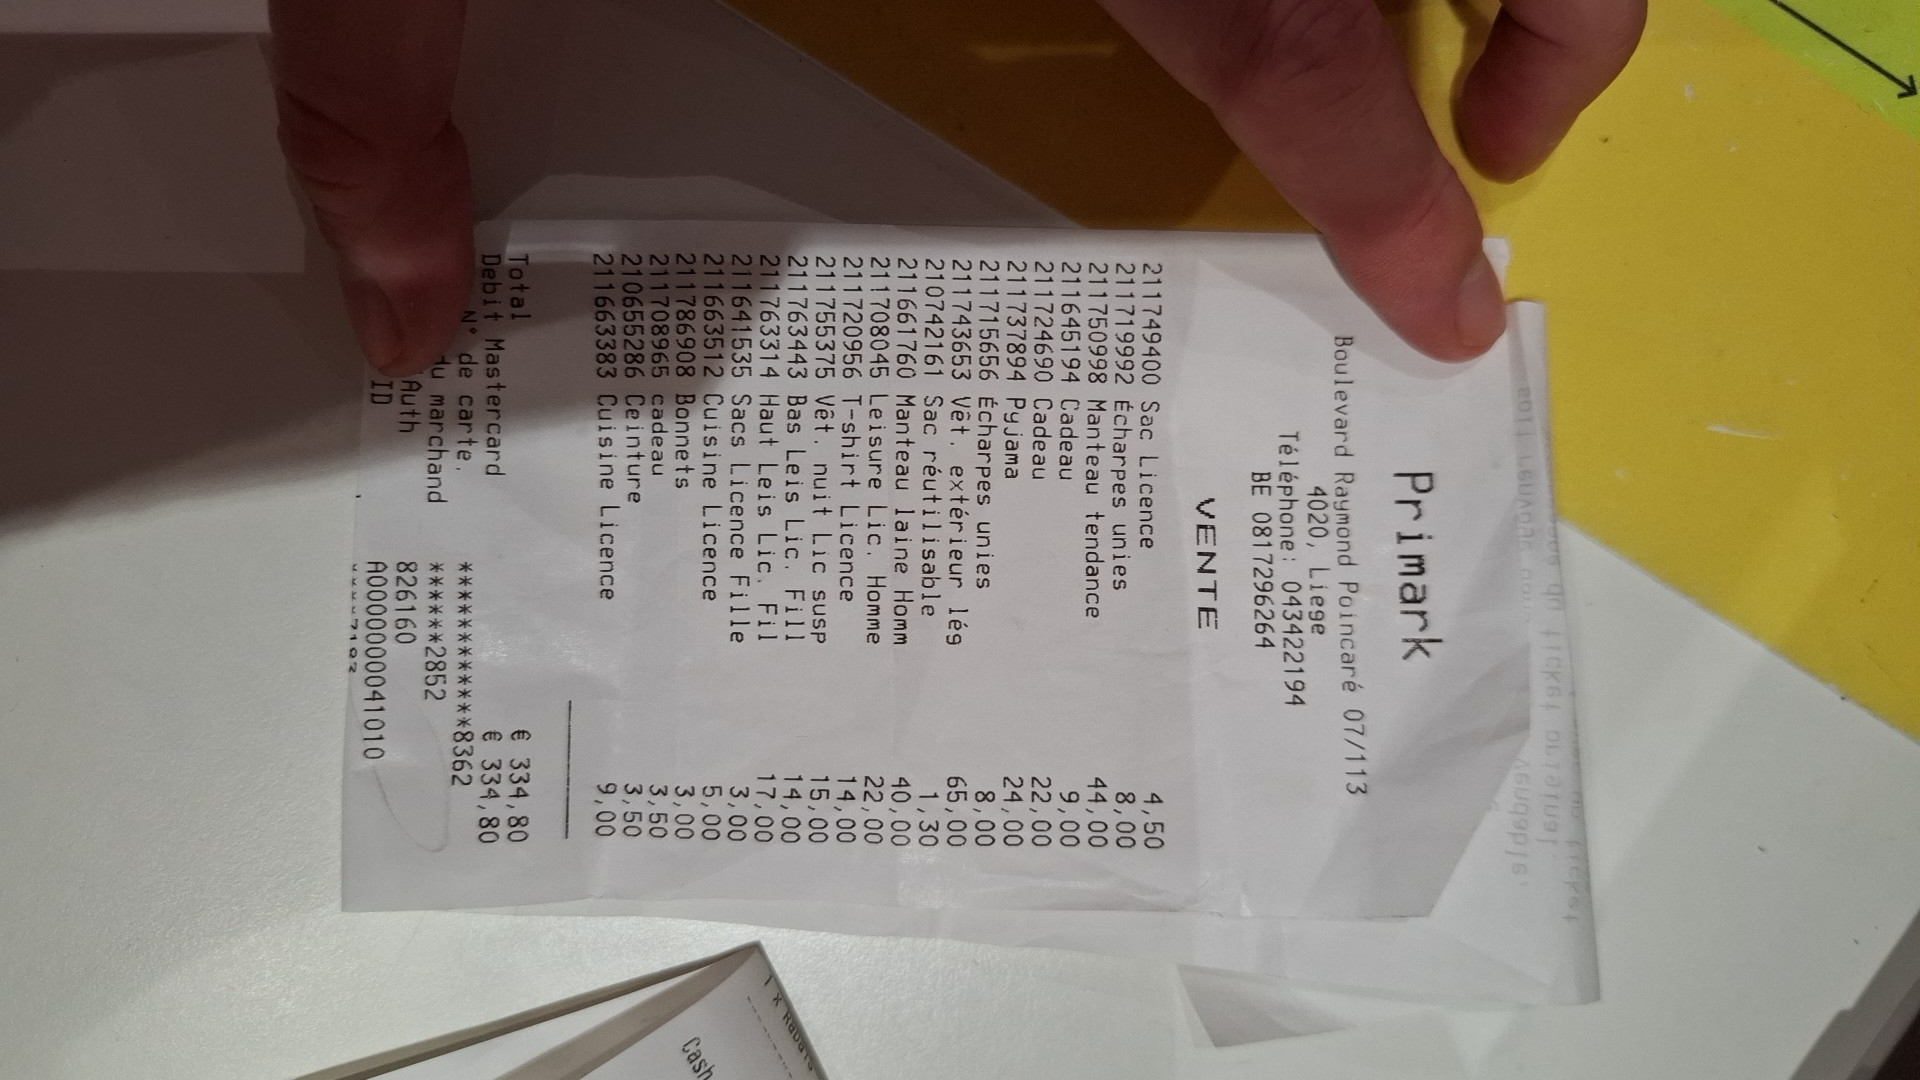 Primark
Boulevard Raymond Poincaré 07/113
4020, Liege
Téléphone: 043422194
BE 0817296264
VENTE
211749400 Sac Licence 4,50
211719992 Écharpes unies 8,00
211750998 Manteau tendance 44,00
211645194 Cadeau 9,00
211724690 Cadeau 22,00
211737894 Pyjama 24,00
211715656 Écharpes unies 8,00
211743653 Vêt. extérieur lég 65,00
210742161 Sac réutilisable 1,30
211661760 Manteau laine Homm 40,00
211708045 Leisure Lic. Homme 22,00
211720956 T-shirt Licence 14,00
211755375 Vêt. nuit Lic susp 15,00
211763443 Bas Leis Lic. Fill 14,00
211763314 Haut Leis Lic. Fil 17,00
211641535 Sacs Licence Fille 3,00
211663512 Cuisine Licence 5,00
211786908 Bonnets 3,00
211708965 cadeau 3,50
210655286 Ceinture 3,50
211663383 Cuisine Licence 9,00
Total € 334,80
Debit Mastercard € 334,80
N° de carte. ************8362
du marchand ******2852
Auth 826160
ID A0000000041010
1 x
Cash